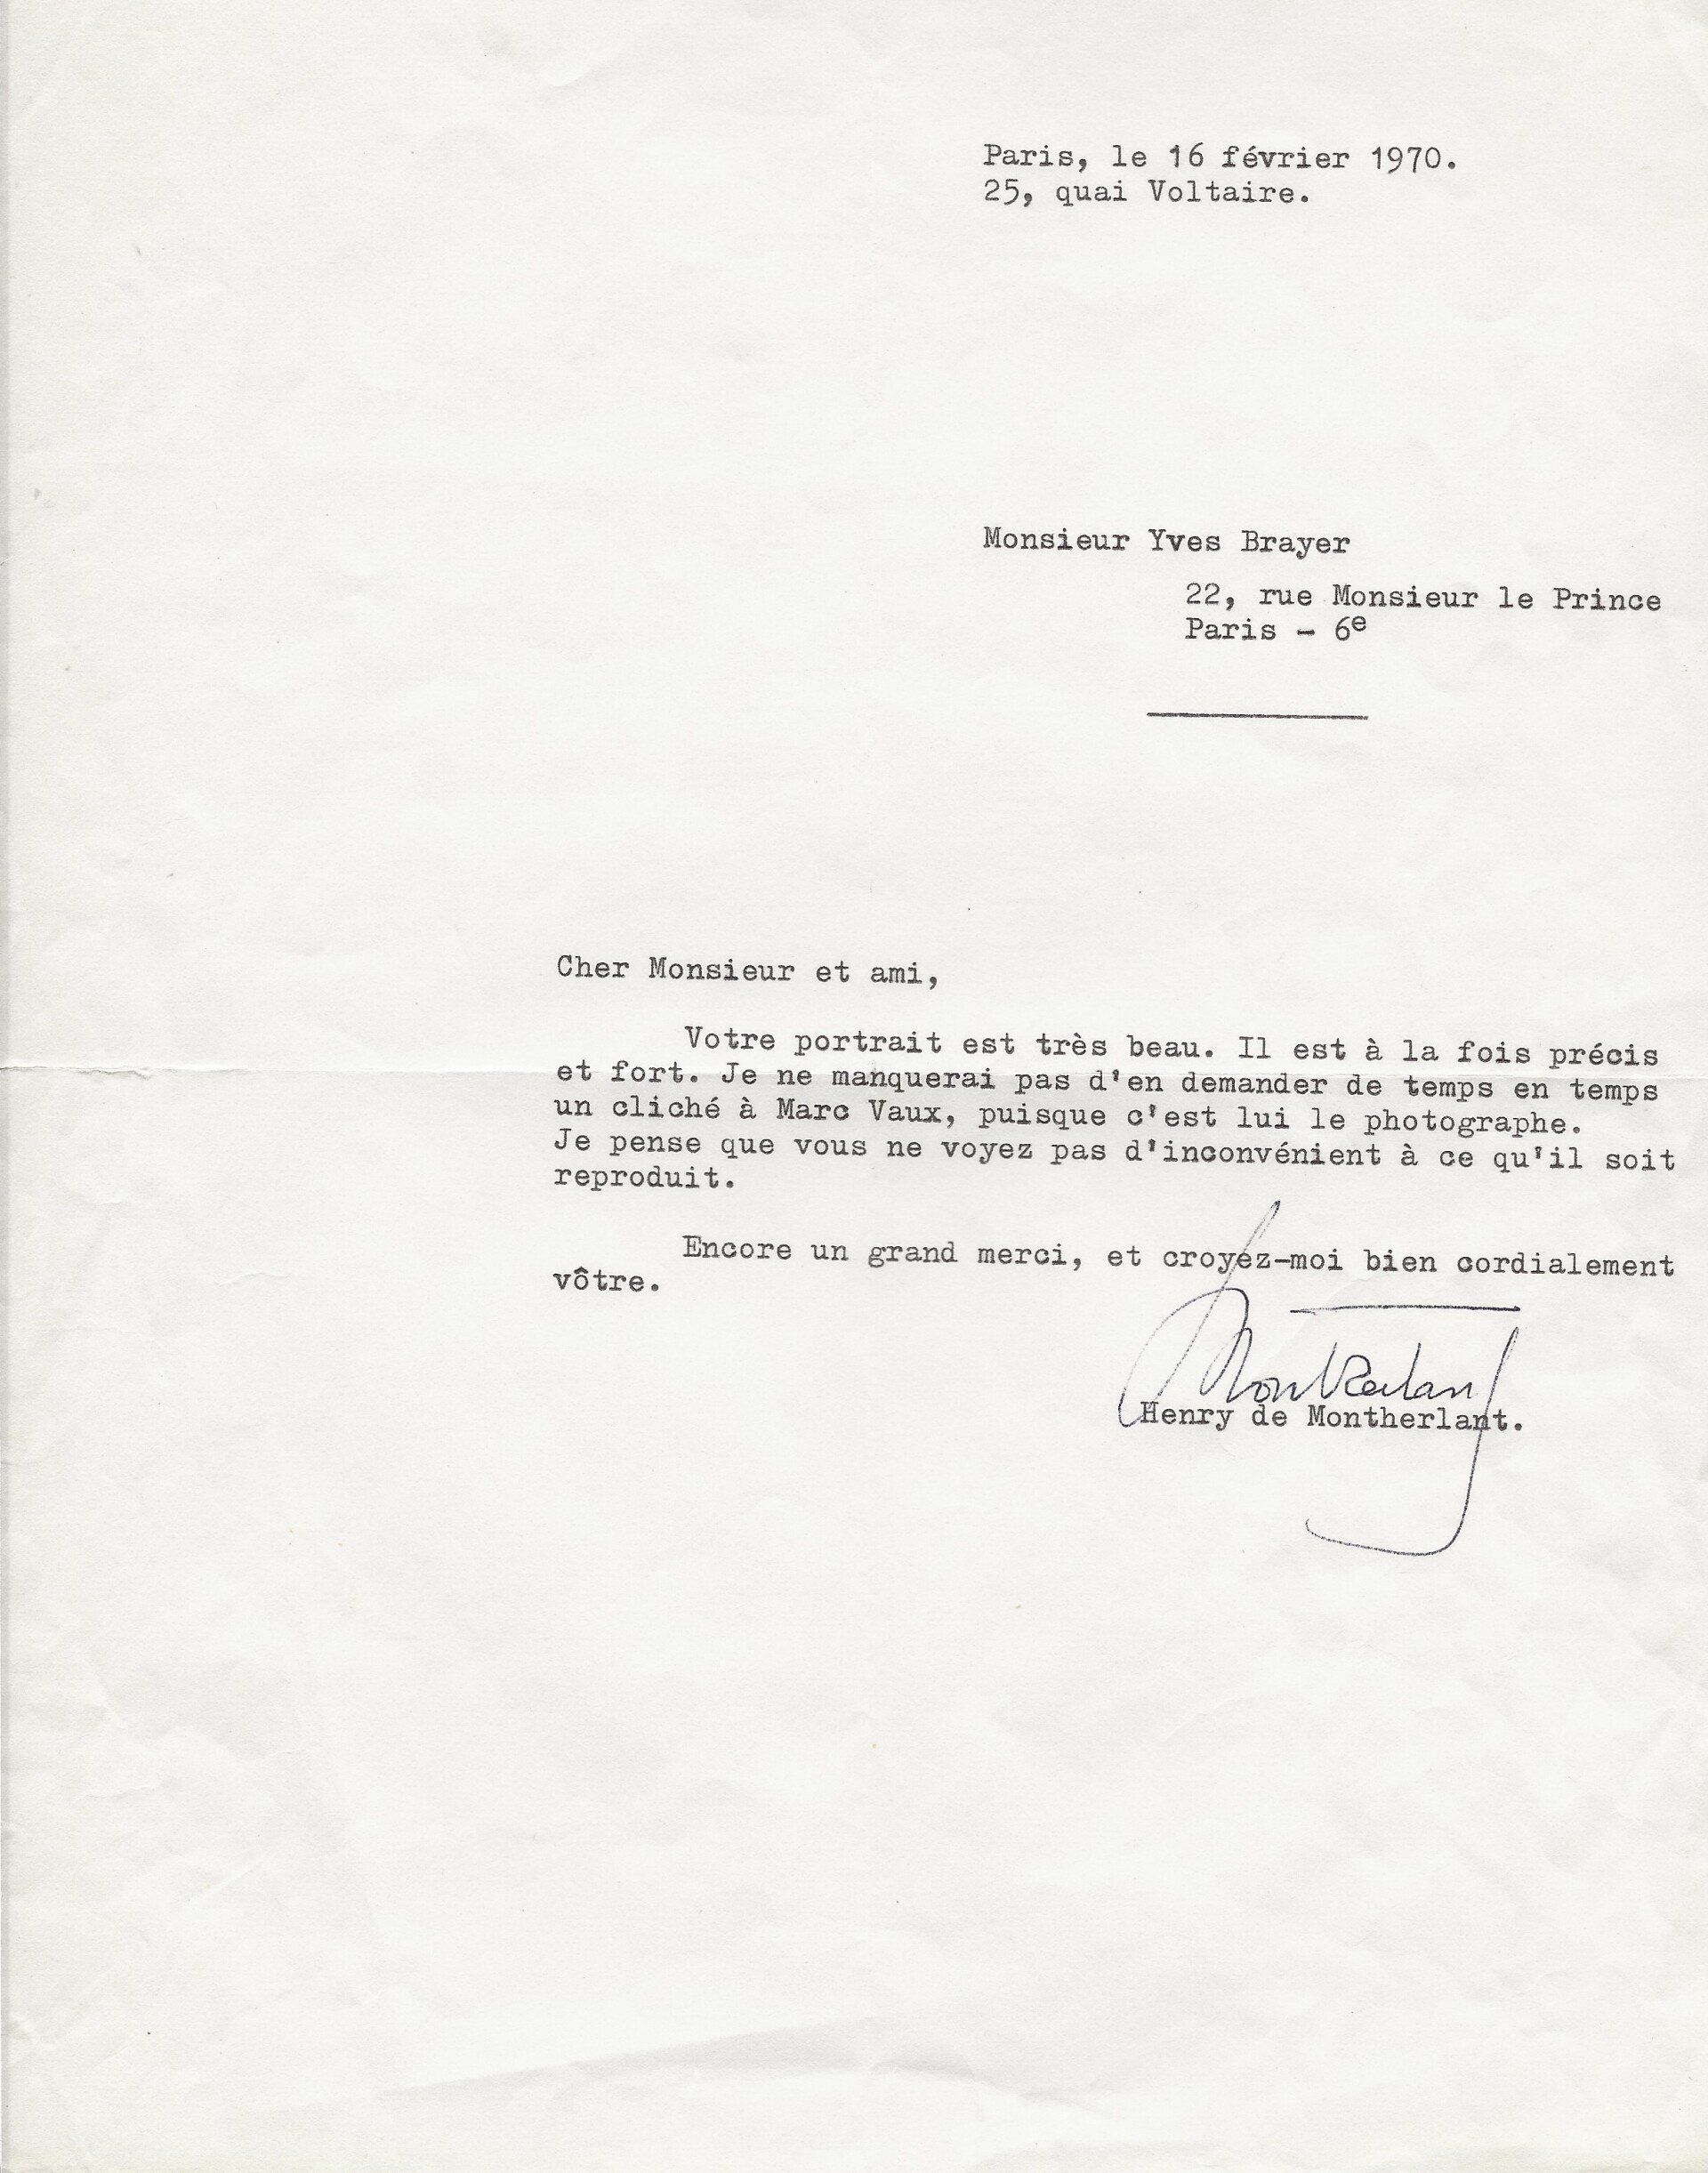 Paris, le 16 février 1970.
25, quai Voltaire.
Monsieur Yves Brayer
22, rue Monsieur le Prince
Paris - 6e
Cher Monsieur et ami,
Votre portrait est très beau. Il est à la fois précis
et fort. Je ne manquerai pas d'en demander de temps en temps
un cliché à Marc Vaux, puisque c'est lui le photographe.
Je pense que vous ne voyez pas d'inconvénient à ce qu'il soit
reproduit.
Encore un grand merci, et croyez-moi bien cordialement
vôtre.
Montherlant
Henry de Montherlant.